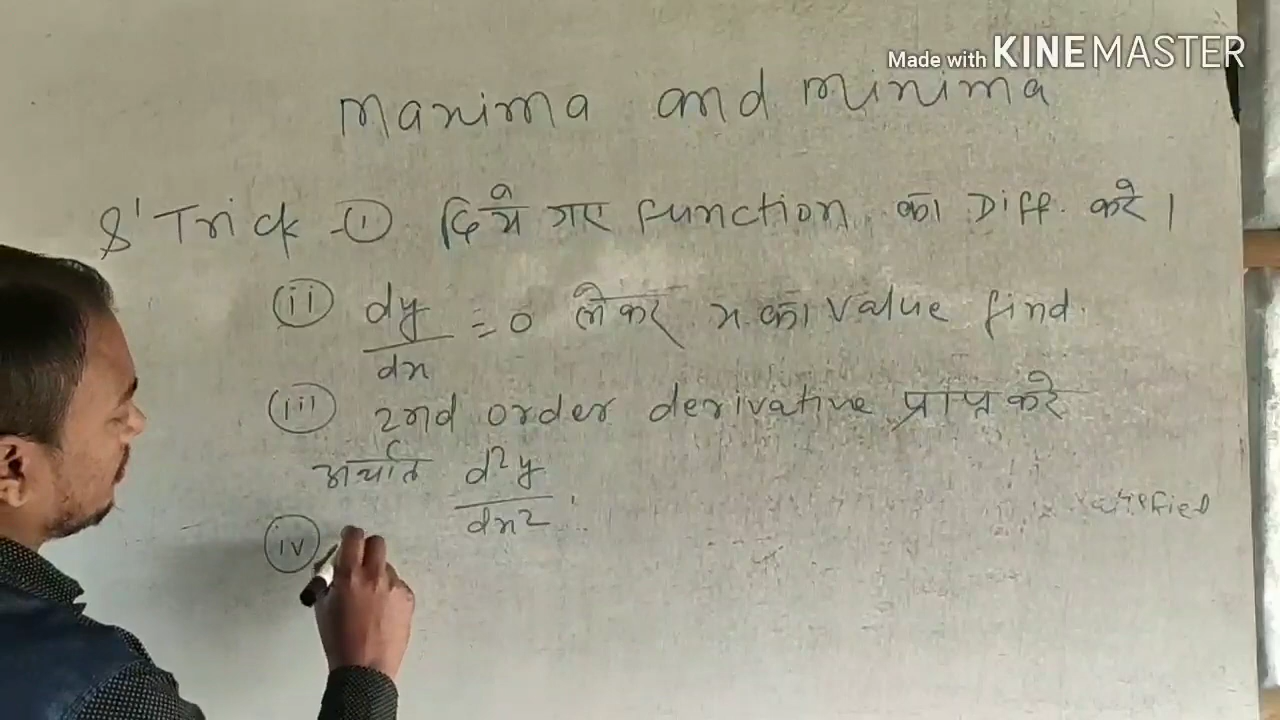 Made with KINEMASTER
Maxima and minima
S' Trick - (i) दिये गए function का Diff. करे।
(ii) dy/dx = 0 लेकर x का value find.
(iii) 2nd order derivative प्राप्त करे
अर्थात d²y/dx²
satisfied
(iv)